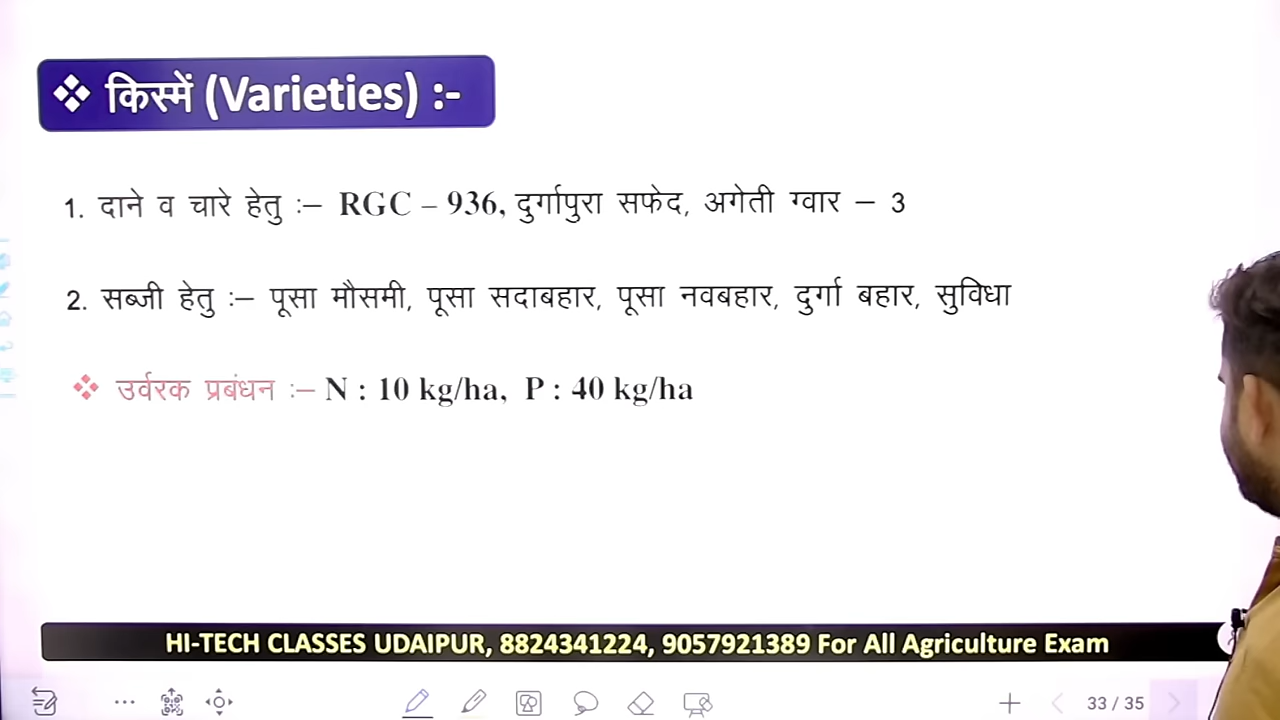 ❖ किस्में (Varieties) :-
1. दाने व चारे हेतु :– RGC – 936, दुर्गापुरा सफेद, अगेती ग्वार – 3
2. सब्जी हेतु :– पूसा मौसमी, पूसा सदाबहार, पूसा नवबहार, दुर्गा बहार, सुविधा
❖ उर्वरक प्रबंधन :– N : 10 kg/ha, P : 40 kg/ha
HI-TECH CLASSES UDAIPUR, 8824341224, 9057921389 For All Agriculture Exam
33 / 35